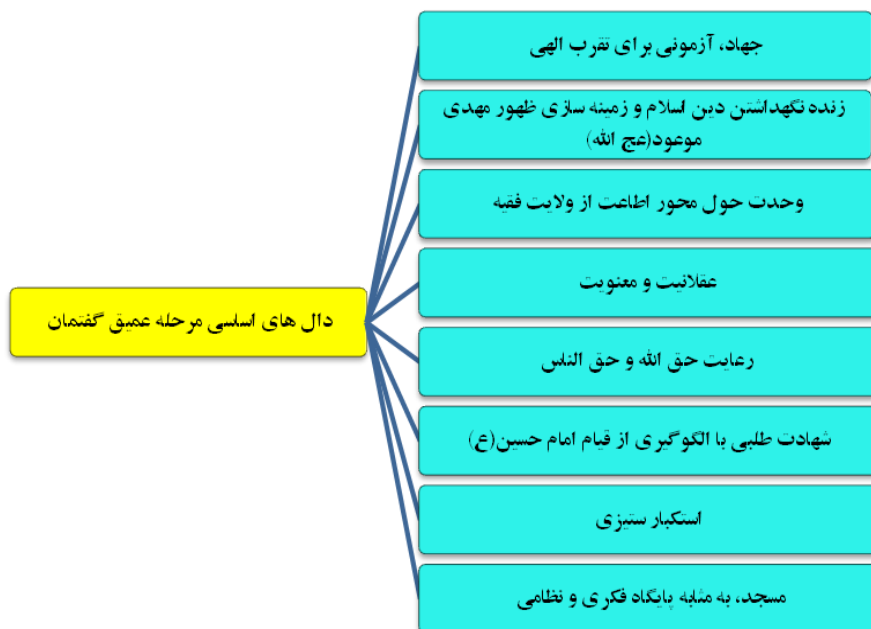 جهاد، آزمونی برای تقرب الهی
زنده نگهداشتن دین اسلام و زمینه سازی ظهور مهدی
موعود(عج الله)
وحدت حول محور اطاعت از ولایت فقیه
عقلانیت و معنویت
دال های اساسی مرحله عمیق گفتمان
رعایت حق الله و حق الناس
شهادت طلبی با الگوگیری از قیام امام حسین(ع)
استکبار ستیزی
مسجد، به مثابه پایگاه فکری و نظامی